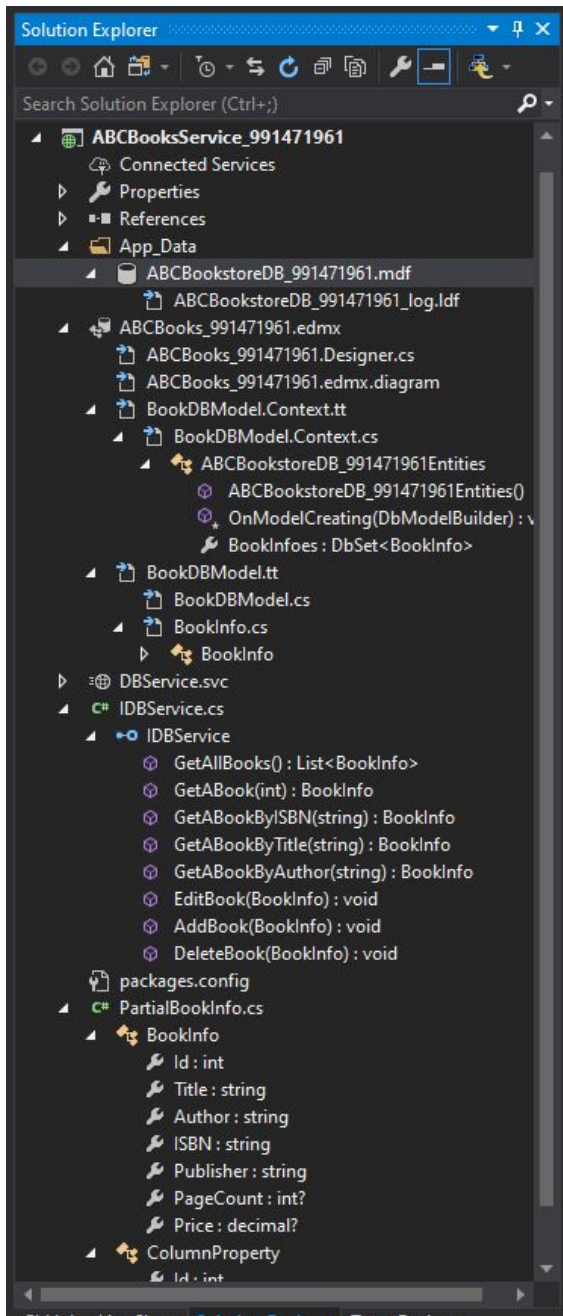 Solution Explorer
Search Solution Explorer (Ctrl+;)
ABCBooksService_991471961
Connected Services
Properties
References
App_Data
ABCBookstoreDB_991471961.mdf
ABCBookstoreDB_991471961_log.ldf
ABCBooks_991471961.edmx
ABCBooks_991471961.Designer.cs
ABCBooks_991471961.edmx.diagram
BookDBModel.Context.tt
BookDBModel.Context.cs
ABCBookstoreDB_991471961Entities
ABCBookstoreDB_991471961Entities()
OnModelCreating(DbModelBuilder) : v
BookInfoes : DbSet<BookInfo>
BookDBModel.tt
BookDBModel.cs
BookInfo.cs
BookInfo
DBService.svc
C# IDBService.cs
IDBService
GetAllBooks() : List<BookInfo>
GetABook(int) : BookInfo
GetABookByISBN(string) : BookInfo
GetABookByTitle(string) : BookInfo
GetABookByAuthor(string) : BookInfo
EditBook(BookInfo) : void
AddBook(BookInfo) : void
DeleteBook(BookInfo) : void
packages.config
C# PartialBookInfo.cs
BookInfo
Id : int
Title : string
Author : string
ISBN : string
Publisher : string
PageCount : int?
Price : decimal?
ColumnProperty
Id : int